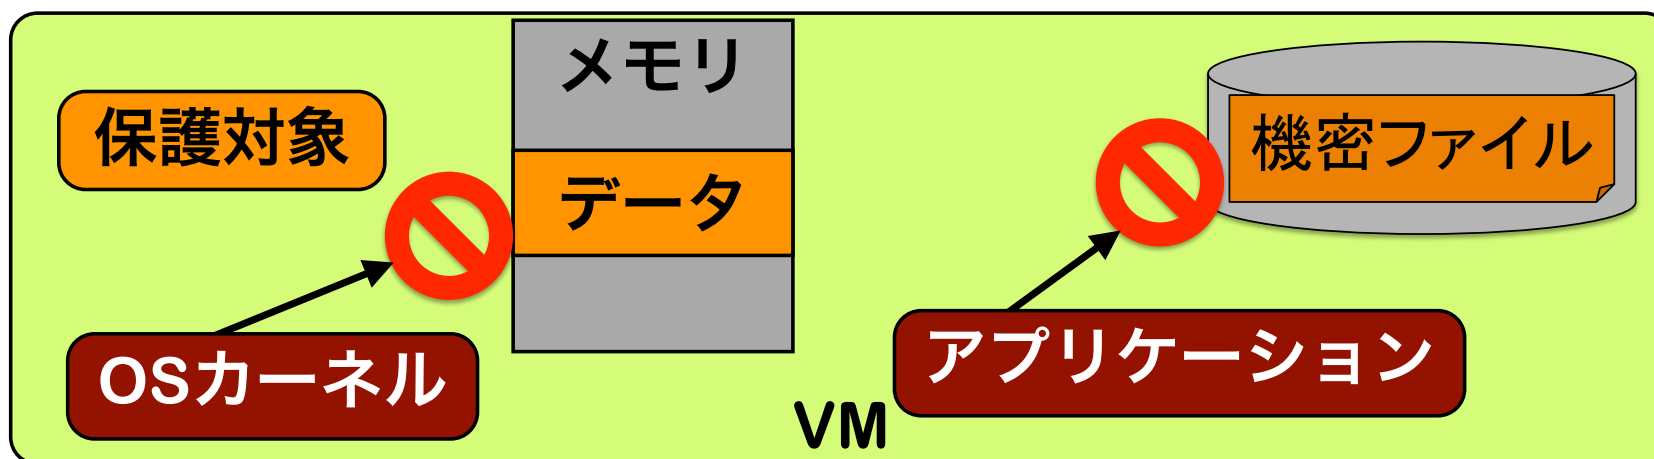 メモリ
保護対象
データ
機密ファイル
OSカーネル
アプリケーション
VM